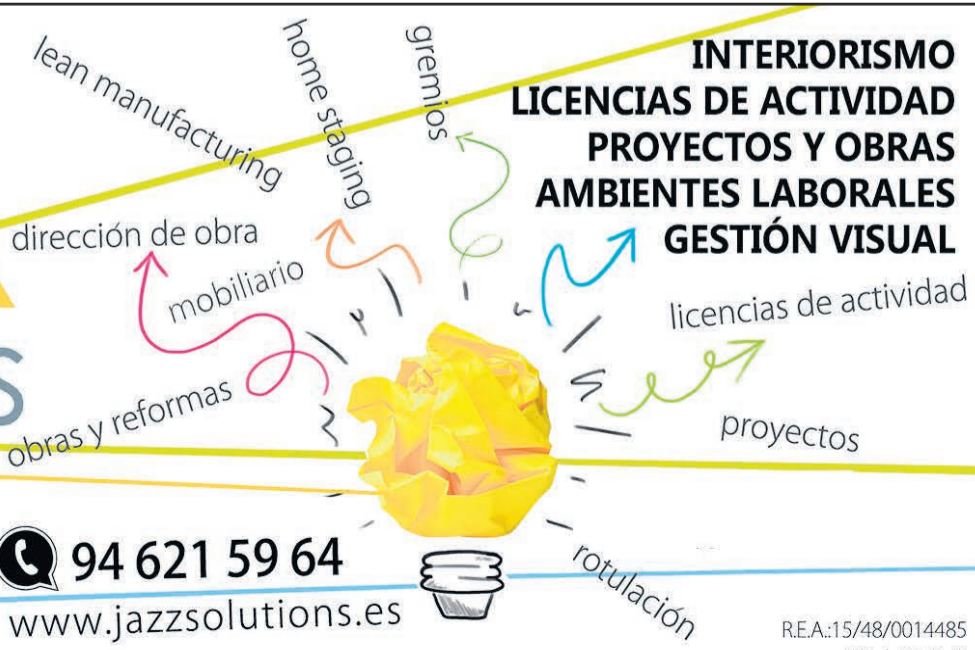 lean manufacturing
home staging
gremios
INTERIORISMO
LICENCIAS DE ACTIVIDAD
PROYECTOS Y OBRAS
AMBIENTES LABORALES
GESTIÓN VISUAL
dirección de obra
mobiliario
licencias de actividad
S
obras y reformas
proyectos
94 621 59 64
rotulación
www.jazzsolutions.es
R.E.A.:15/48/0014485